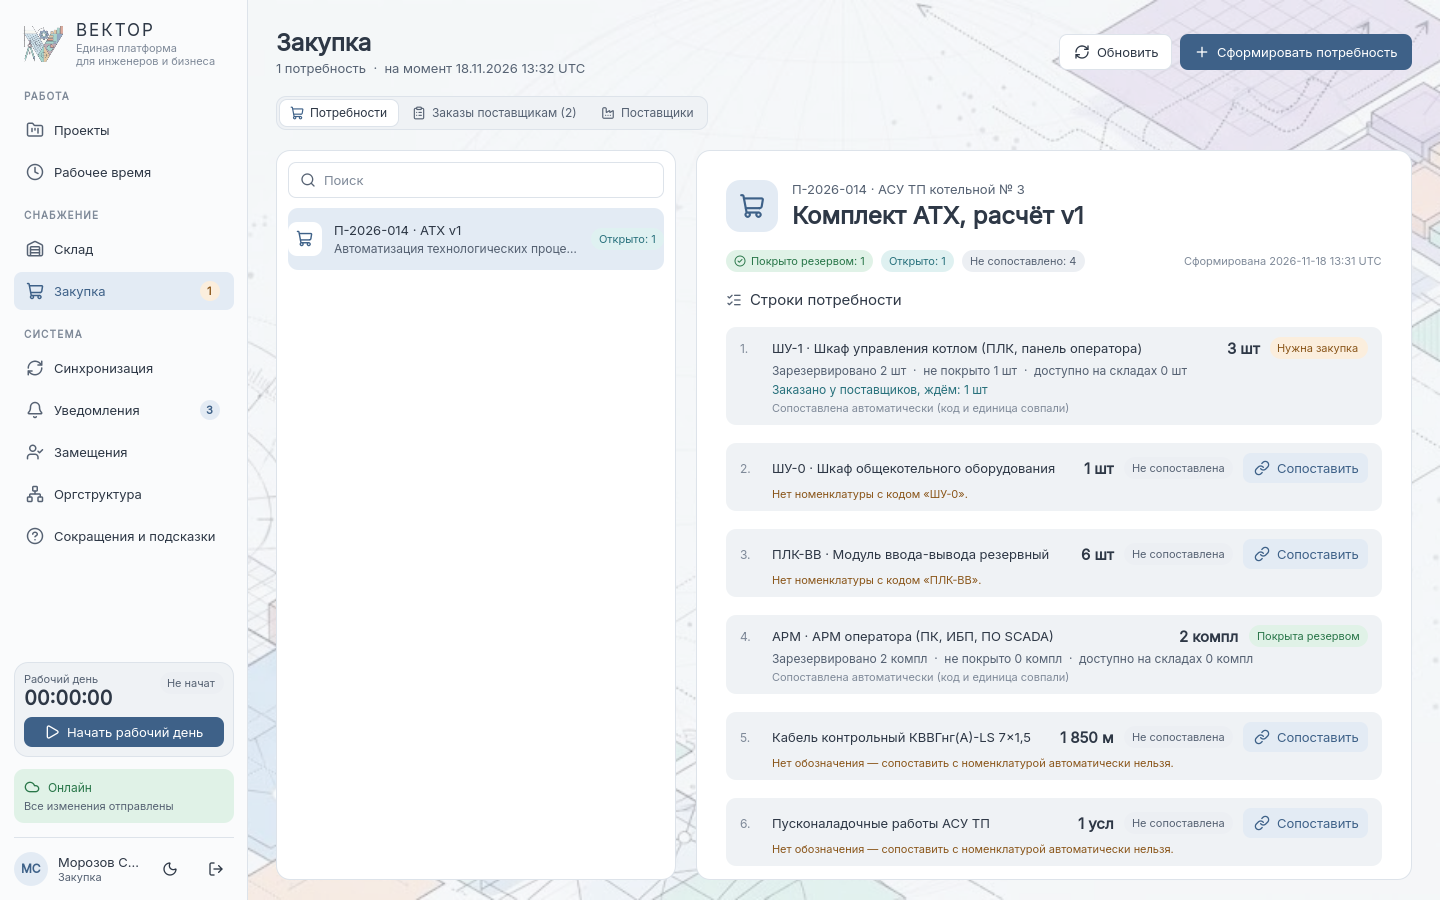 ВЕКТОР
Единая платформа
для инженеров и бизнеса
РАБОТА
Проекты
Рабочее время
СНАБЖЕНИЕ
Склад
Закупка 1
СИСТЕМА
Синхронизация
Уведомления 3
Замещения
Оргструктура
Сокращения и подсказки
Рабочий день
Не начат
00:00:00
Начать рабочий день
Онлайн
Все изменения отправлены
МС
Морозов С...
Закупка
Закупка
1 потребность · на момент 18.11.2026 13:32 UTC
Обновить
Сформировать потребность
Потребности
Заказы поставщикам (2)
Поставщики
Поиск
П-2026-014 · АТХ v1
Автоматизация технологических проце...
Открыто: 1
П-2026-014 · АСУ ТП котельной № 3
Комплект АТХ, расчёт v1
Покрыто резервом: 1
Открыто: 1
Не сопоставлено: 4
Сформирована 2026-11-18 13:31 UTC
Строки потребности
1. ШУ-1 · Шкаф управления котлом (ПЛК, панель оператора) 3 шт Нужна закупка
Зарезервировано 2 шт · не покрыто 1 шт · доступно на складах 0 шт
Заказано у поставщиков, ждём: 1 шт
Сопоставлена автоматически (код и единица совпали)
2. ШУ-0 · Шкаф общекотельного оборудования 1 шт Не сопоставлена Сопоставить
Нет номенклатуры с кодом «ШУ-0».
3. ПЛК-ВВ · Модуль ввода-вывода резервный 6 шт Не сопоставлена Сопоставить
Нет номенклатуры с кодом «ПЛК-ВВ».
4. АРМ · АРМ оператора (ПК, ИБП, ПО SCADA) 2 компл Покрыта резервом
Зарезервировано 2 компл · не покрыто 0 компл · доступно на складах 0 компл
Сопоставлена автоматически (код и единица совпали)
5. Кабель контрольный КВВГнг(А)-LS 7×1,5 1 850 м Не сопоставлена Сопоставить
Нет обозначения — сопоставить с номенклатурой автоматически нельзя.
6. Пусконаладочные работы АСУ ТП 1 усл Не сопоставлена Сопоставить
Нет обозначения — сопоставить с номенклатурой автоматически нельзя.